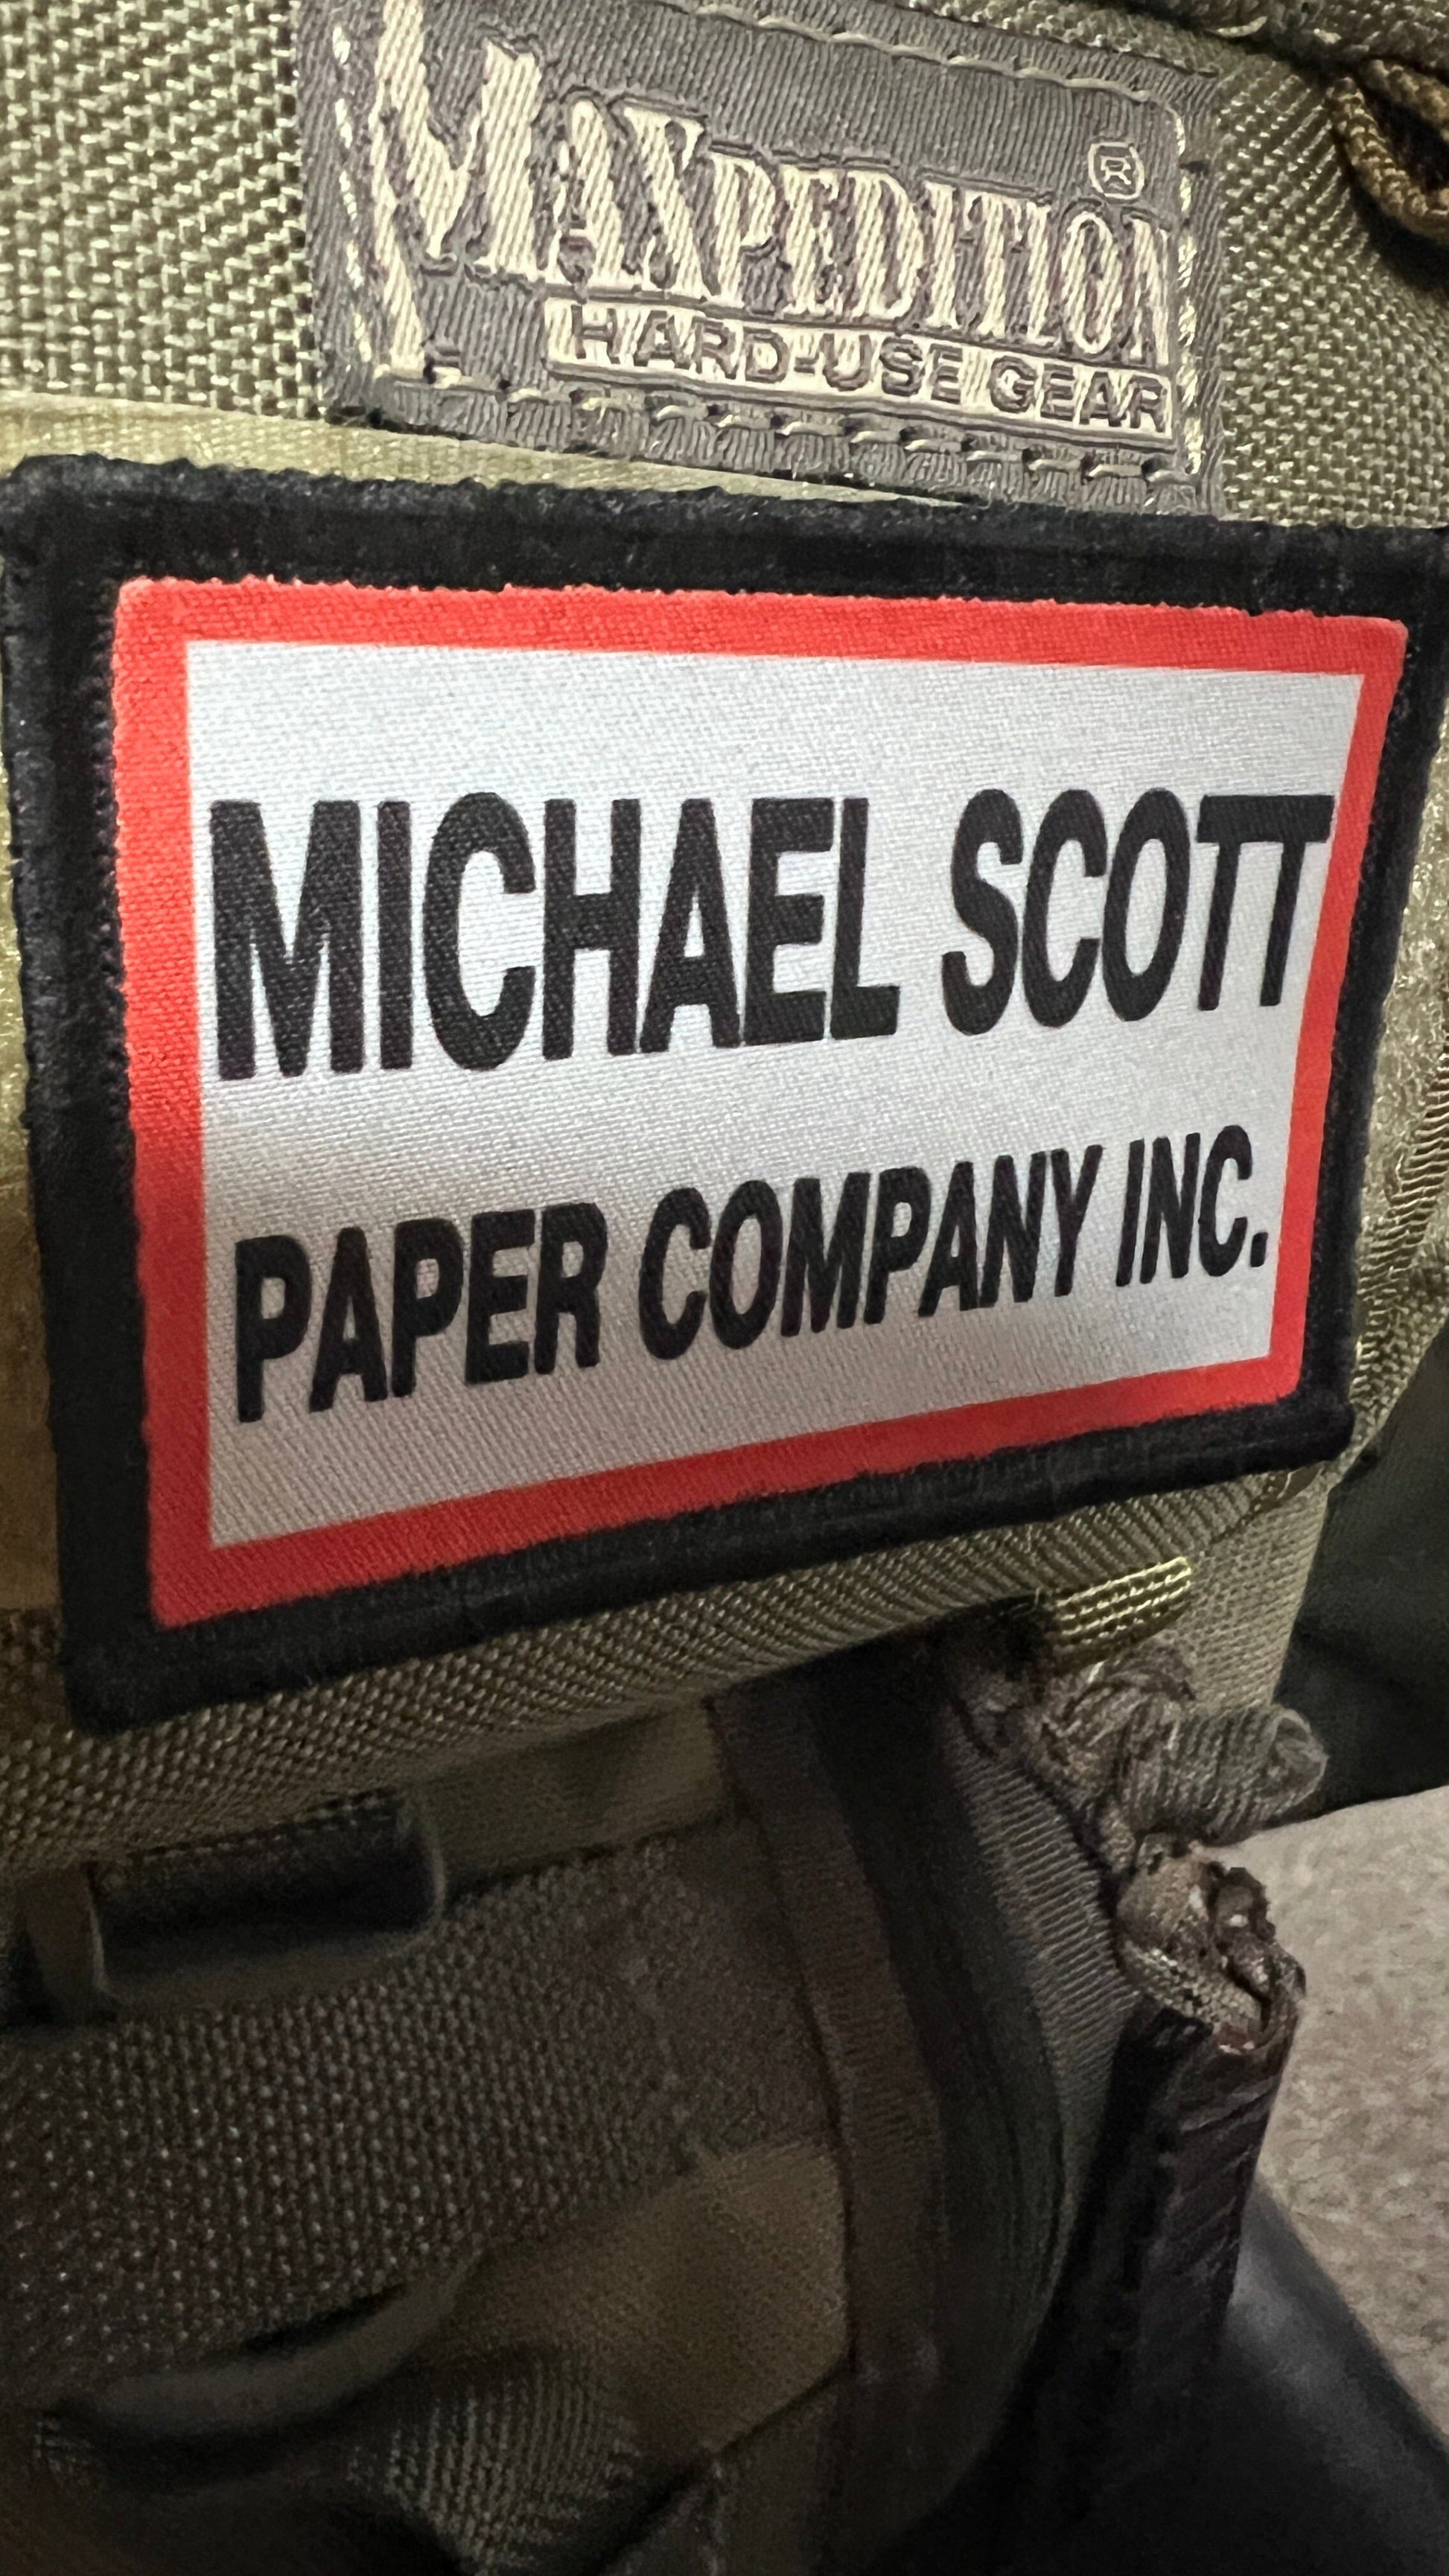 MAXPEDITION®
HARD-USE GEAR
MICHAEL SCOTT
PAPER COMPANY INC.